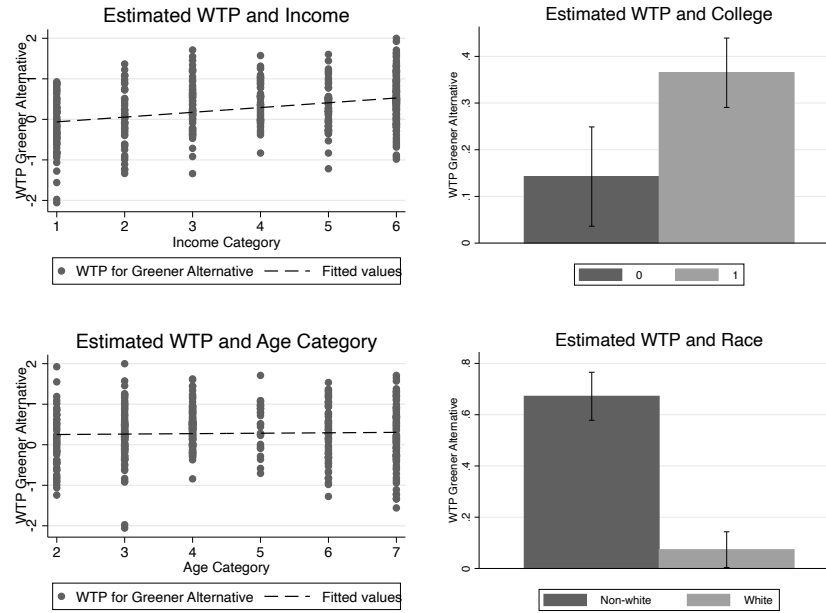 Estimated WTP and Income
WTP Greener Alternative
2
1
0
-1
-2
1 2 3 4 5 6
Income Category
WTP for Greener Alternative Fitted values
Estimated WTP and College
WTP Greener Alternative
.4
.3
.2
.1
0
0 1
Estimated WTP and Age Category
WTP Greener Alternative
2
1
0
-1
-2
2 3 4 5 6 7
Age Category
WTP for Greener Alternative Fitted values
Estimated WTP and Race
WTP Greener Alternative
.8
.6
.4
.2
0
Non-white White